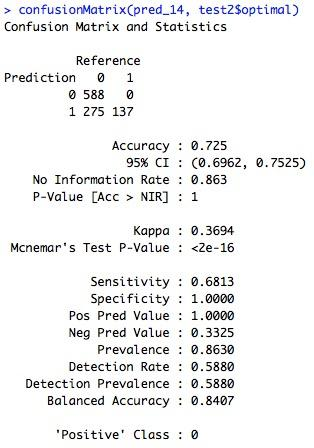 > confusionMatrix(pred_14, test2$optimal)
Confusion Matrix and Statistics
Reference
Prediction 0 1
0 588 0
1 275 137
Accuracy : 0.725
95% CI : (0.6962, 0.7525)
No Information Rate : 0.863
P-Value [Acc > NIR] : 1
Kappa : 0.3694
Mcnemar's Test P-Value : <2e-16
Sensitivity : 0.6813
Specificity : 1.0000
Pos Pred Value : 1.0000
Neg Pred Value : 0.3325
Prevalence : 0.8630
Detection Rate : 0.5880
Detection Prevalence : 0.5880
Balanced Accuracy : 0.8407
'Positive' Class : 0